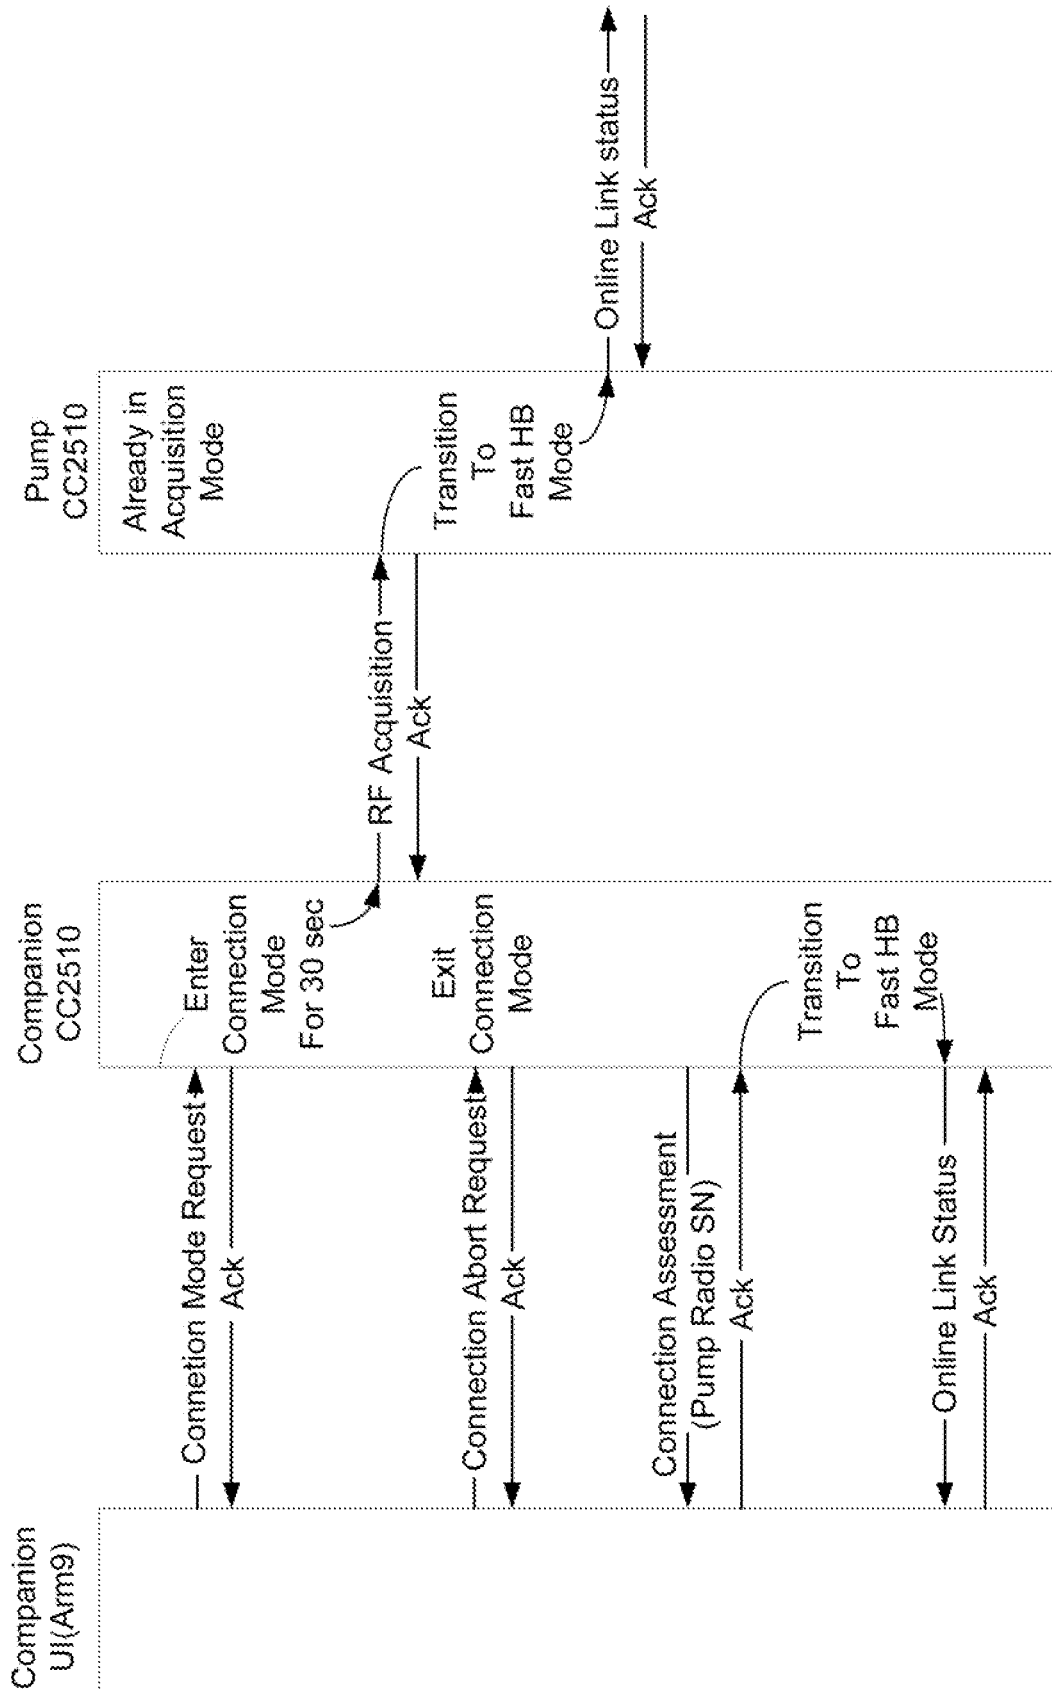 Companion
UI(Arm9)
Companion
CC2510
Pump
CC2510
Connetion Mode Request
Ack
Enter
Connection
Mode
For 30 sec
RF Acquisition
Ack
Already in
Acquisition
Mode
Connection Abort Request
Ack
Exit
Connection
Mode
Transition
To
Fast HB
Mode
Online Link status
Ack
Connection Assessment
(Pump Radio SN)
Ack
Transition
To
Fast HB
Mode
Online Link Status
Ack